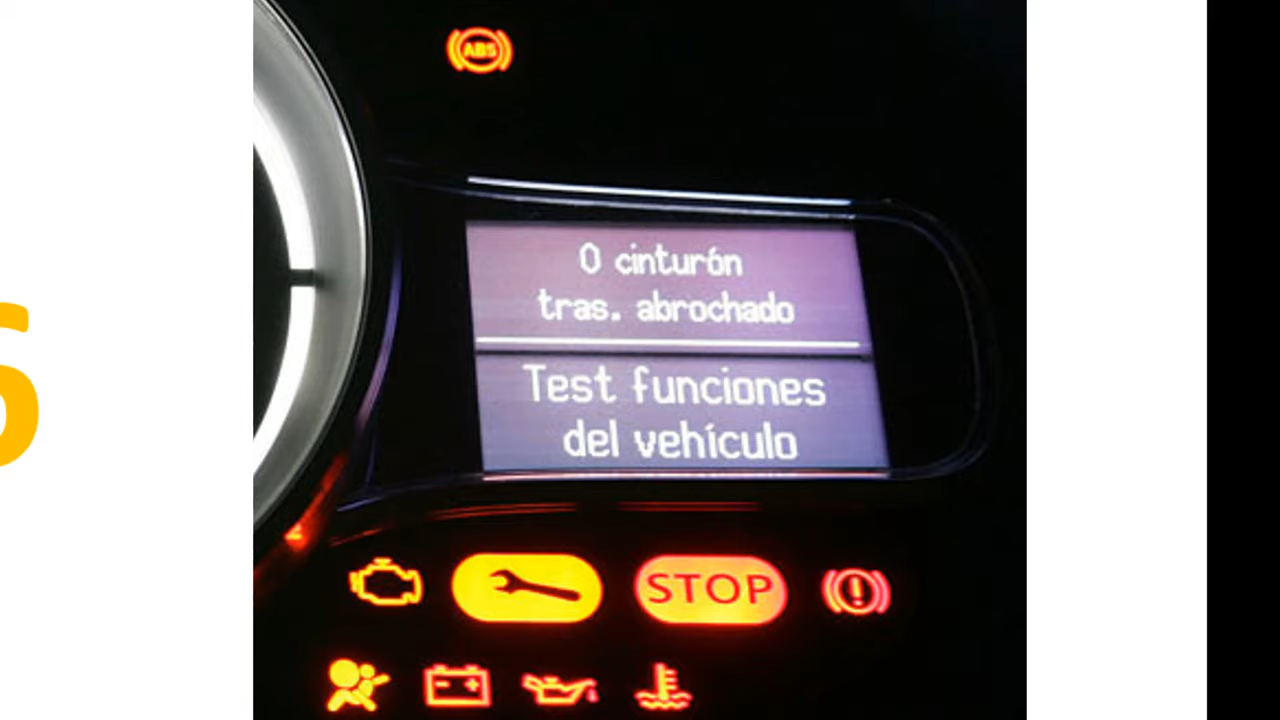 ABS
0 cinturón
tras. abrochado
Test funciones
del vehículo
STOP